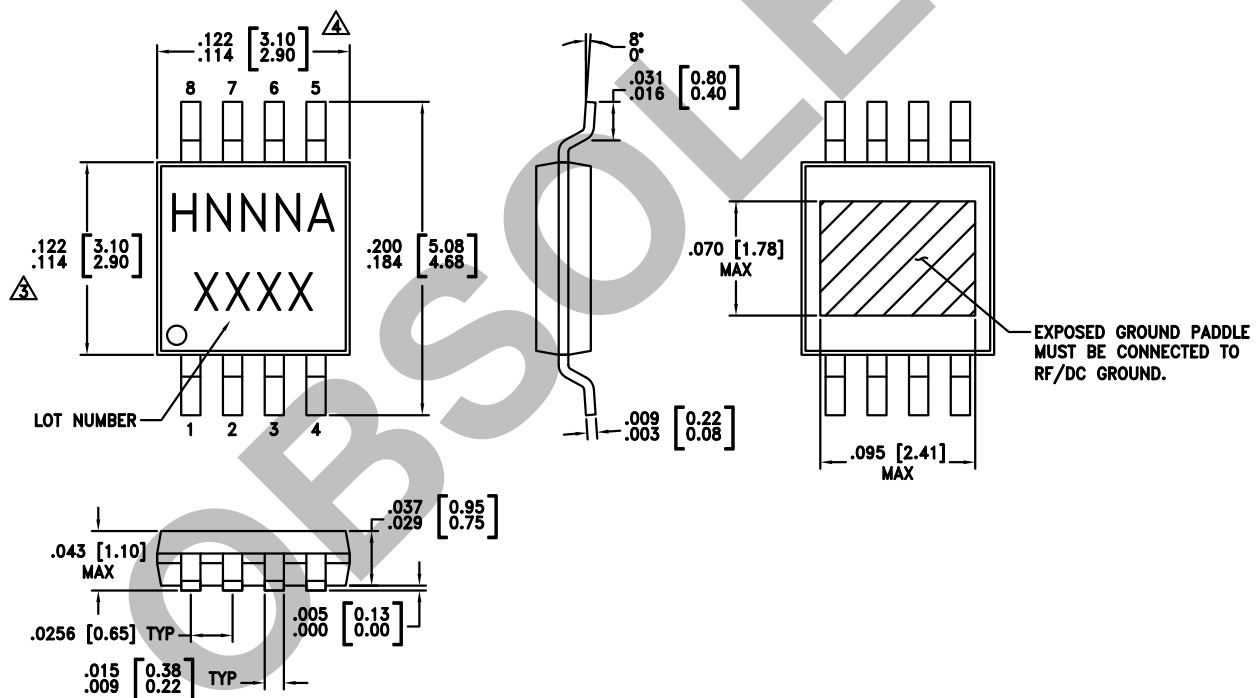 .122 [3.10]
.114 [2.90]
4
8 7 6 5
HNNNA
XXXX
.122 [3.10]
.114 [2.90]
3
.200 [5.08]
.184 [4.68]
LOT NUMBER
1 2 3 4
8°
0°
.031 [0.80]
.016 [0.40]
.009 [0.22]
.003 [0.08]
.070 [1.78]
MAX
EXPOSED GROUND PADDLE
MUST BE CONNECTED TO
RF/DC GROUND.
.095 [2.41]
MAX
.037 [0.95]
.029 [0.75]
.043 [1.10]
MAX
.005 [0.13]
.000 [0.00]
.0256 [0.65] TYP
.015 [0.38]
.009 [0.22]
TYP
OBSOLE